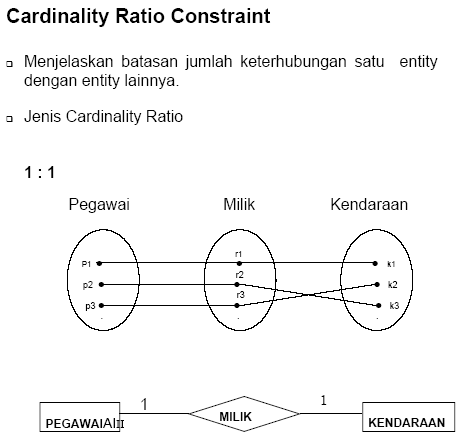 Cardinality Ratio Constraint
Menjelaskan batasan jumlah keterhubungan satu entity
dengan entity lainnya.
Jenis Cardinality Ratio
1 : 1
Pegawai Milik Kendaraan
r1
P1 k1
r2
p2 k2
r3
p3 k3
1 1
PEGAWAIAlII MILIK KENDARAAN